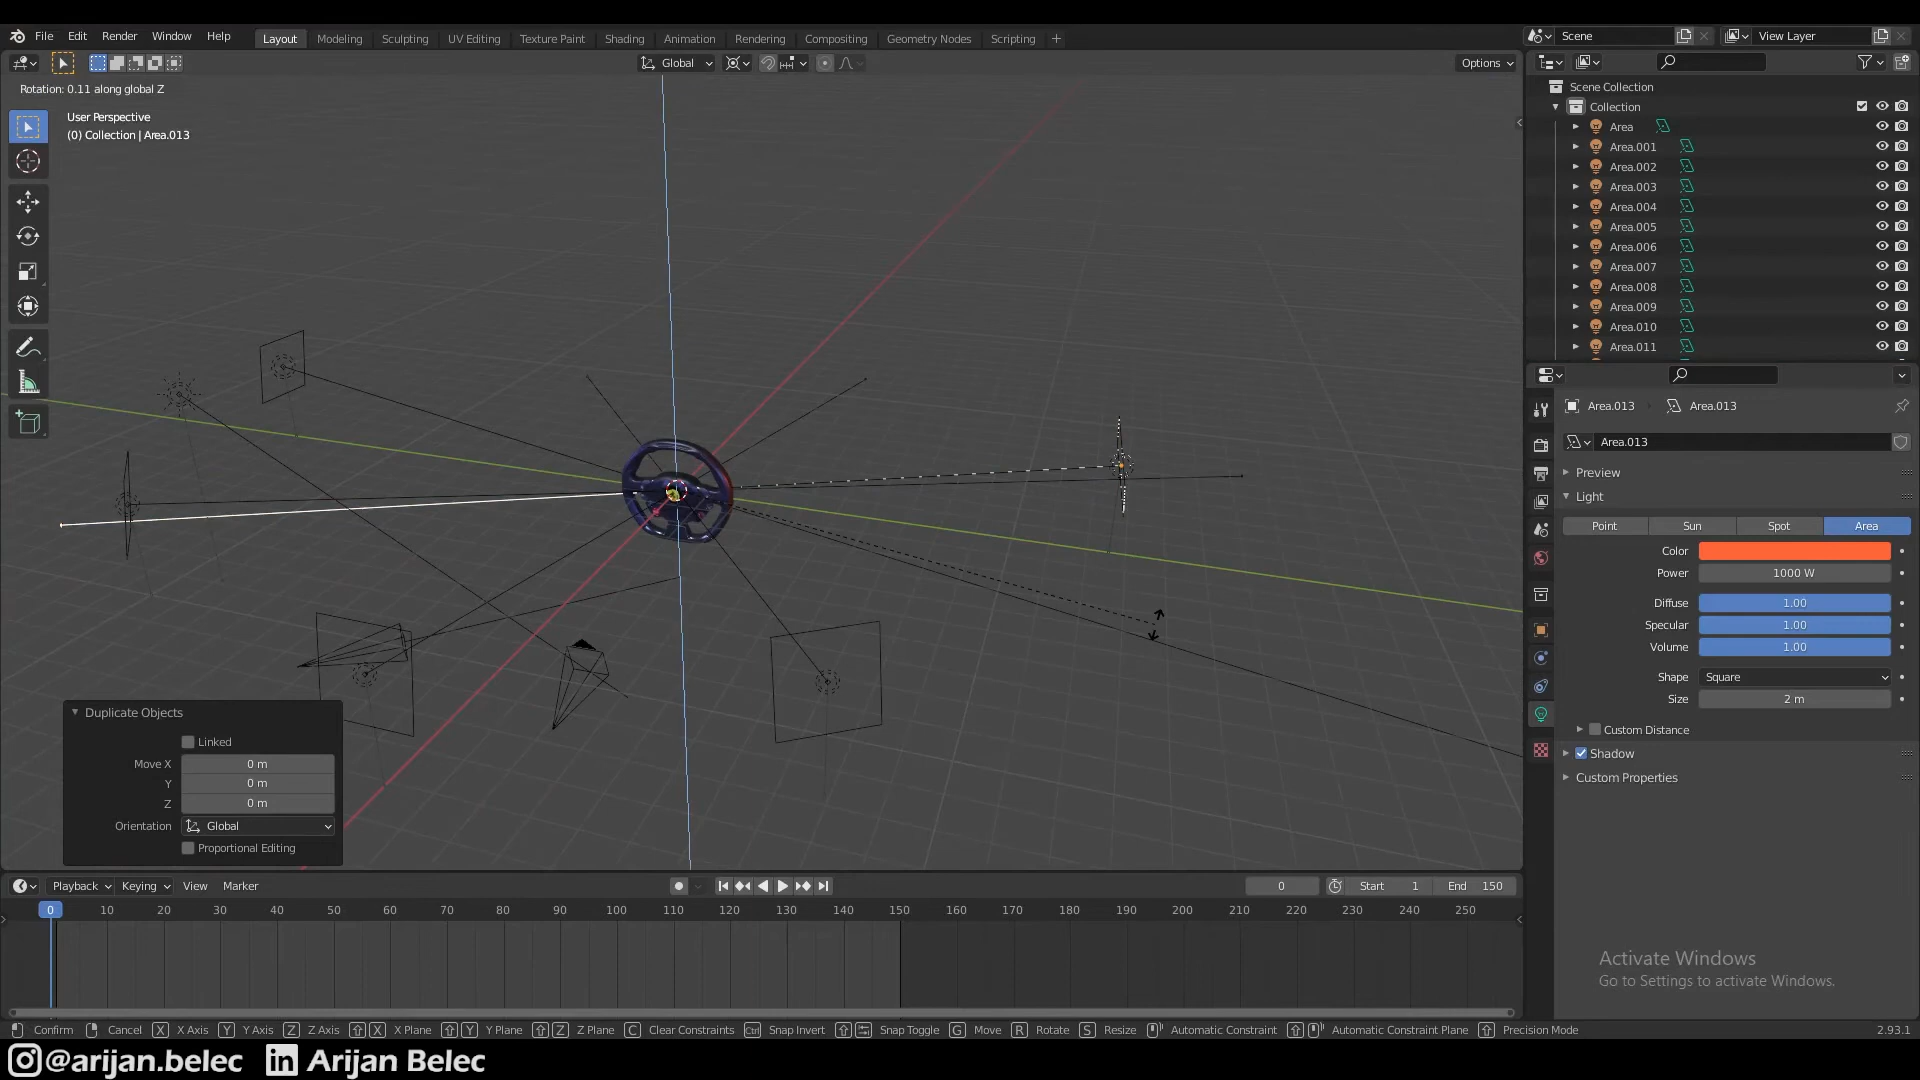 File Edit Render Window Help Layout Modeling Sculpting UV Editing Texture Paint Shading Animation Rendering Compositing Geometry Nodes Scripting + Scene View Layer
Global Options
Rotation: 0.11 along global Z
User Perspective
(0) Collection | Area.013
Scene Collection
Collection
Area
Area.001
Area.002
Area.003
Area.004
Area.005
Area.006
Area.007
Area.008
Area.009
Area.010
Area.011
Area.013 Area.013
Area.013
Preview
Light
Point Sun Spot Area
Color
Power 1000 W
Diffuse 1.00
Specular 1.00
Volume 1.00
Shape Square
Size 2 m
Custom Distance
Shadow
Custom Properties
Duplicate Objects
Linked
Move X 0 m
Y 0 m
Z 0 m
Orientation Global
Proportional Editing
Playback Keying View Marker 0 Start 1 End 150
0 10 20 30 40 50 60 70 80 90 100 110 120 130 140 150 160 170 180 190 200 210 220 230 240 250
Activate Windows
Go to Settings to activate Windows.
Confirm Cancel X X Axis Y Y Axis Z Z Axis X X Plane Y Y Plane Z Z Plane C Clear Constraints Ctrl Snap Invert Snap Toggle G Move R Rotate S Resize Automatic Constraint Automatic Constraint Plane Precision Mode 2.93.1
@arijan.belec in Arijan Belec